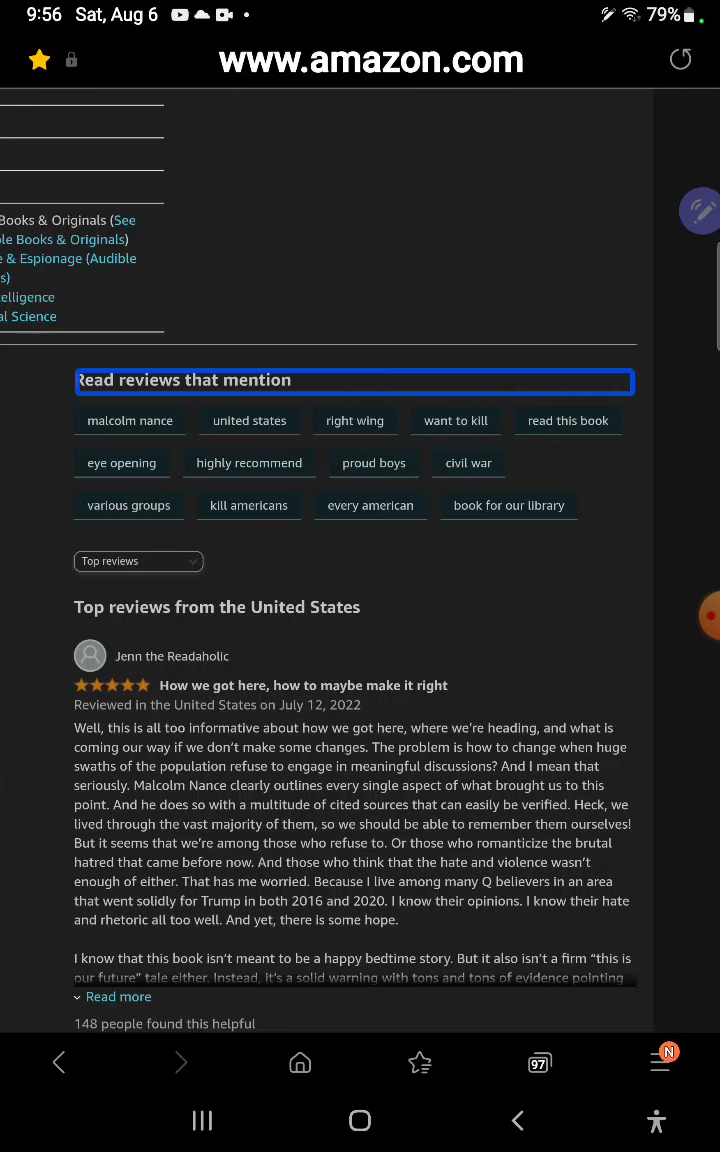 9:56 Sat, Aug 6 79%
www.amazon.com
Books & Originals (See
le Books & Originals)
e & Espionage (Audible
s)
elligence
al Science
Read reviews that mention
malcolm nance united states right wing want to kill read this book
eye opening highly recommend proud boys civil war
various groups kill americans every american book for our library
Top reviews
Top reviews from the United States
Jenn the Readaholic
How we got here, how to maybe make it right
Reviewed in the United States on July 12, 2022
Well, this is all too informative about how we got here, where we're heading, and what is
coming our way if we don't make some changes. The problem is how to change when huge
swaths of the population refuse to engage in meaningful discussions? And I mean that
seriously. Malcolm Nance clearly outlines every single aspect of what brought us to this
point. And he does so with a multitude of cited sources that can easily be verified. Heck, we
lived through the vast majority of them, so we should be able to remember them ourselves!
But it seems that we're among those who refuse to. Or those who romanticize the brutal
hatred that came before now. And those who think that the hate and violence wasn't
enough of either. That has me worried. Because I live among many Q believers in an area
that went solidly for Trump in both 2016 and 2020. I know their opinions. I know their hate
and rhetoric all too well. And yet, there is some hope.
I know that this book isn't meant to be a happy bedtime story. But it also isn't a firm "this is
our future" tale either. Instead, it's a solid warning with tons and tons of evidence pointing
Read more
148 people found this helpful
97 N